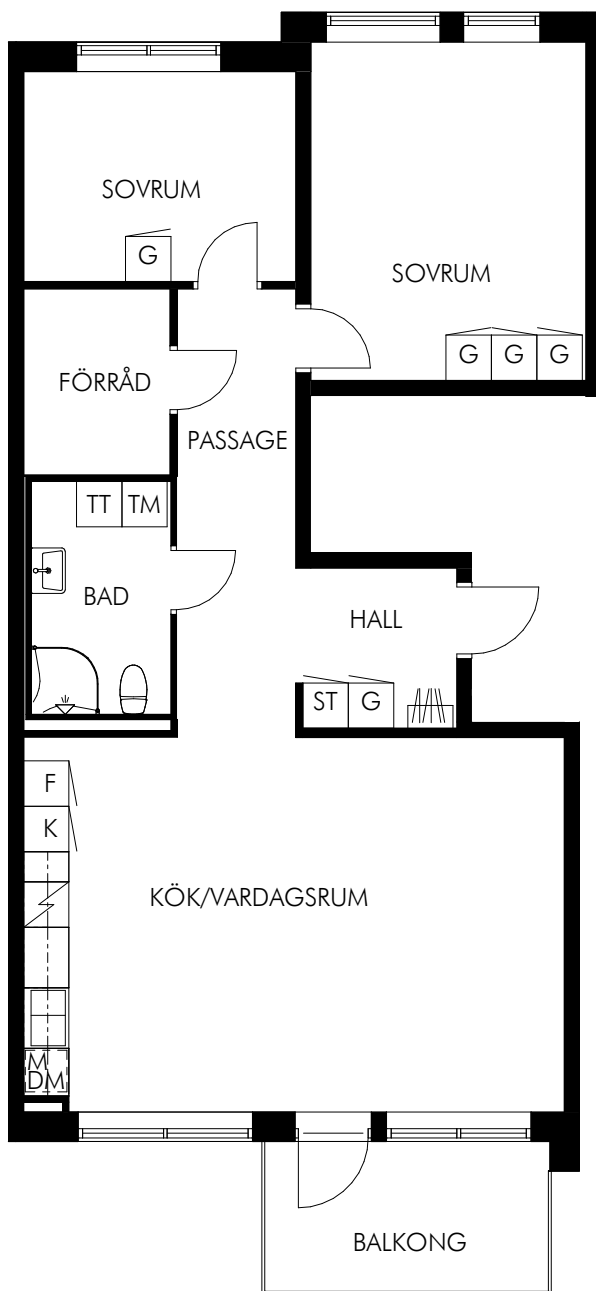 SOVRUM
G
SOVRUM
G G G
FÖRRÅD
PASSAGE
TT TM
BAD
HALL
ST G
F
K
KÖK/VARDAGSRUM
M
DM
BALKONG